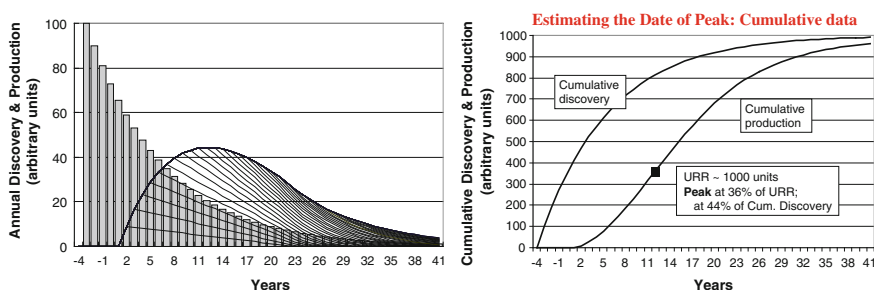 Annual Discovery & Production
(arbitrary units)
100
80
60
40
20
0
-4 -1 2 5 8 11 14 17 20 23 26 29 32 35 38 41
Years
Estimating the Date of Peak: Cumulative data
Cumulative Discovery & Production
(arbitrary units)
1000
900
800
700
600
500
400
300
200
100
0
Cumulative
discovery
Cumulative
production
URR ~ 1000 units
Peak at 36% of URR;
at 44% of Cum. Discovery
-4 -1 2 5 8 11 14 17 20 23 26 29 32 35 38 41
Years